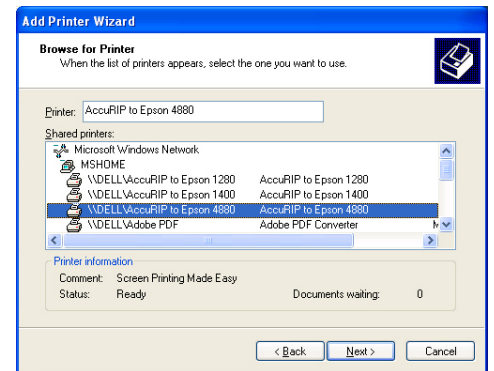 Add Printer Wizard
Browse for Printer
When the list of printers appears, select the one you want to use.
Printer: AccuRIP to Epson 4880
Shared printers:
Microsoft Windows Network
MSHOME
\\DELL\AccuRIP to Epson 1280 AccuRIP to Epson 1280
\\DELL\AccuRIP to Epson 1400 AccuRIP to Epson 1400
\\DELL\AccuRIP to Epson 4880 AccuRIP to Epson 4880
\\DELL\Adobe PDF Adobe PDF Converter
Printer information
Comment: Screen Printing Made Easy
Status: Ready Documents waiting: 0
< Back Next > Cancel